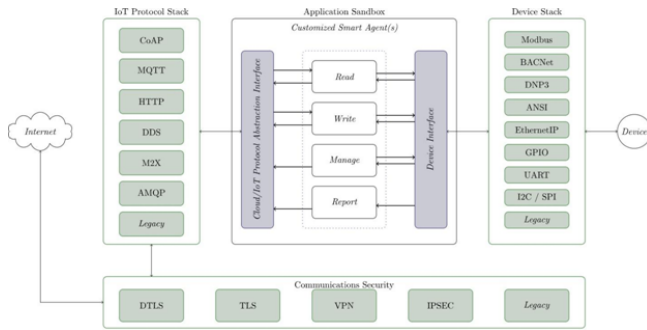 IoT Protocol Stack
CoAP
MQTT
HTTP
DDS
M2X
AMQP
Legacy
Application Sandbox
Customized Smart Agent(s)
Cloud/IoT Protocol Abstraction Interface
Read
Write
Manage
Report
Device Interface
Device Stack
Modbus
BACNet
DNP3
ANSI
EthernetIP
GPIO
UART
I2C / SPI
Legacy
Internet
Device
Communications Security
DTLS
TLS
VPN
IPSEC
Legacy